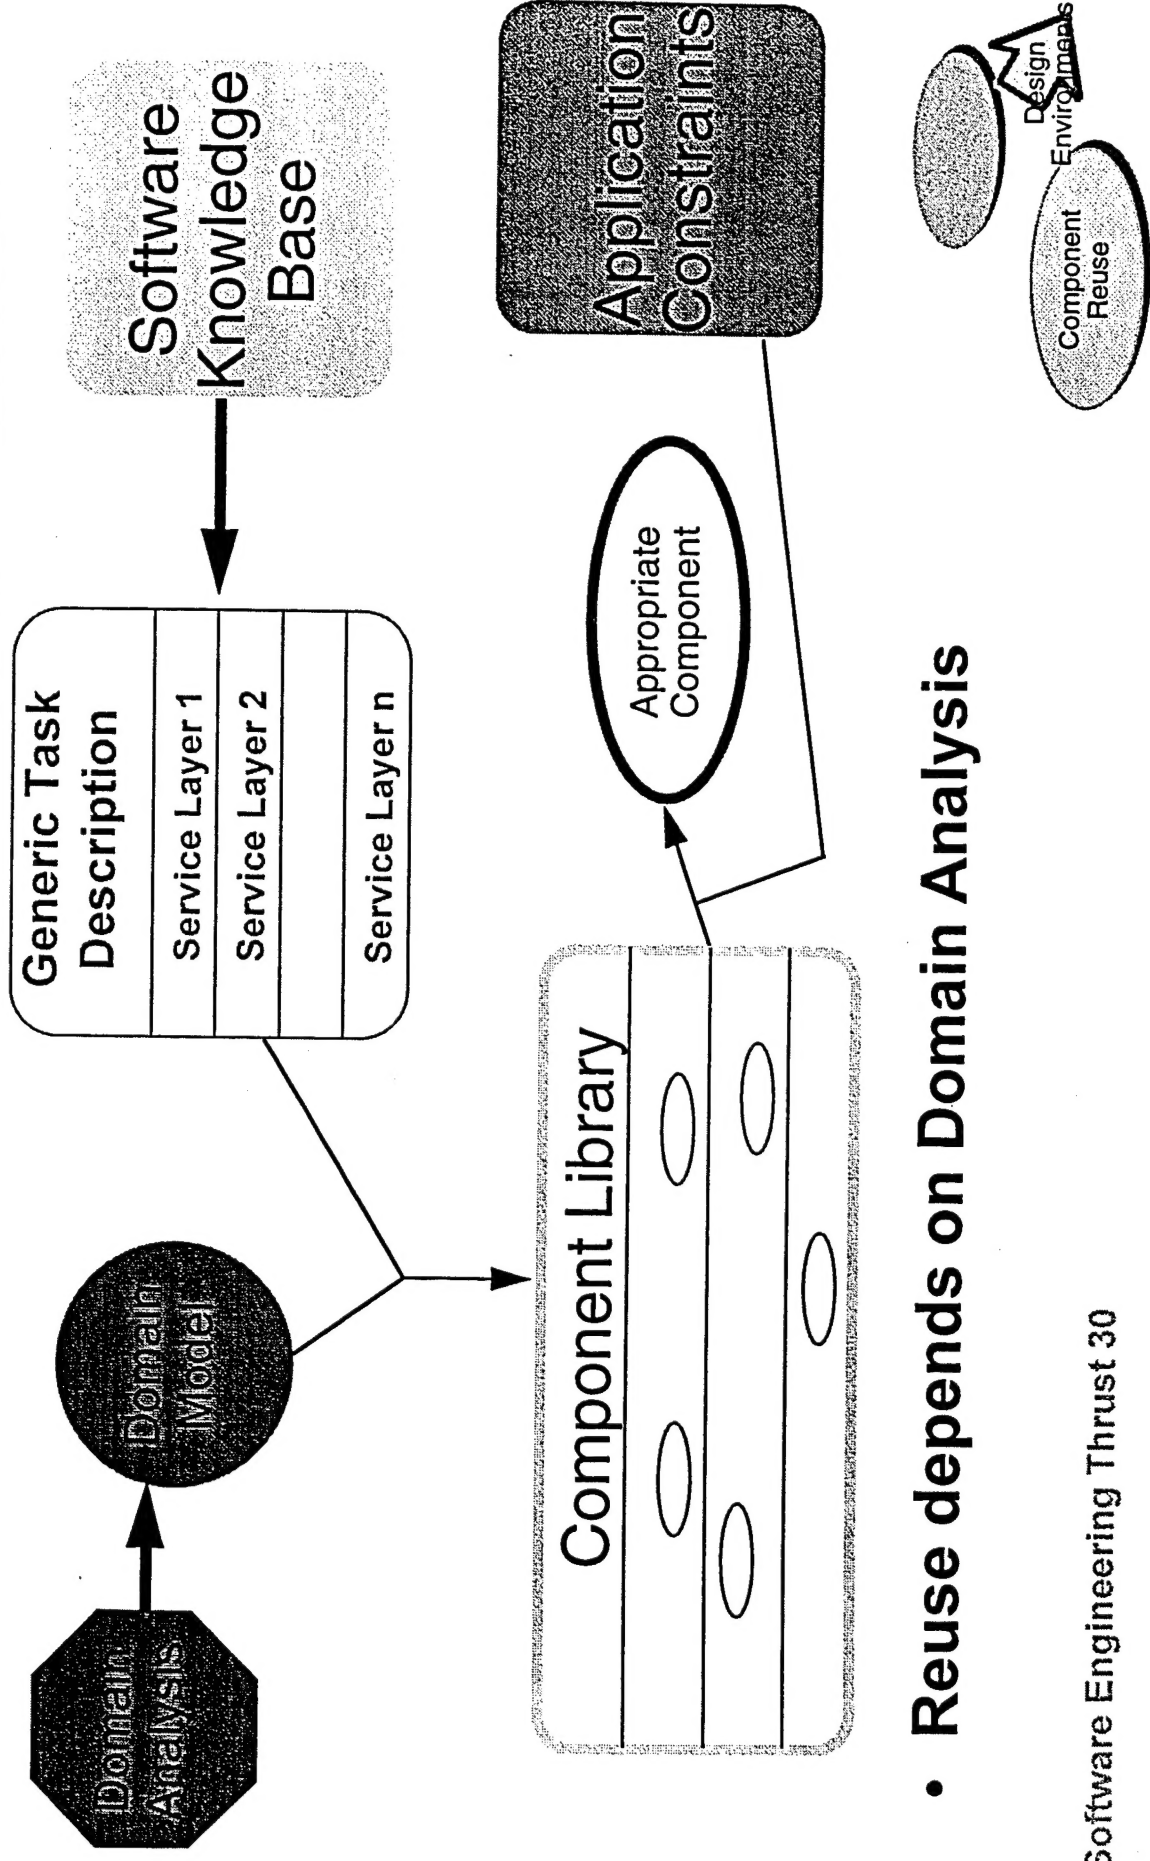 Domain
Analysis
Domain
Model
Generic Task
Description
Service Layer 1
Service Layer 2
Service Layer n
Software
Knowledge
Base
Component Library
Appropriate
Component
Application
Constraints
• Reuse depends on Domain Analysis
Software Engineering Thrust 30
Component
Reuse
Design
Environments